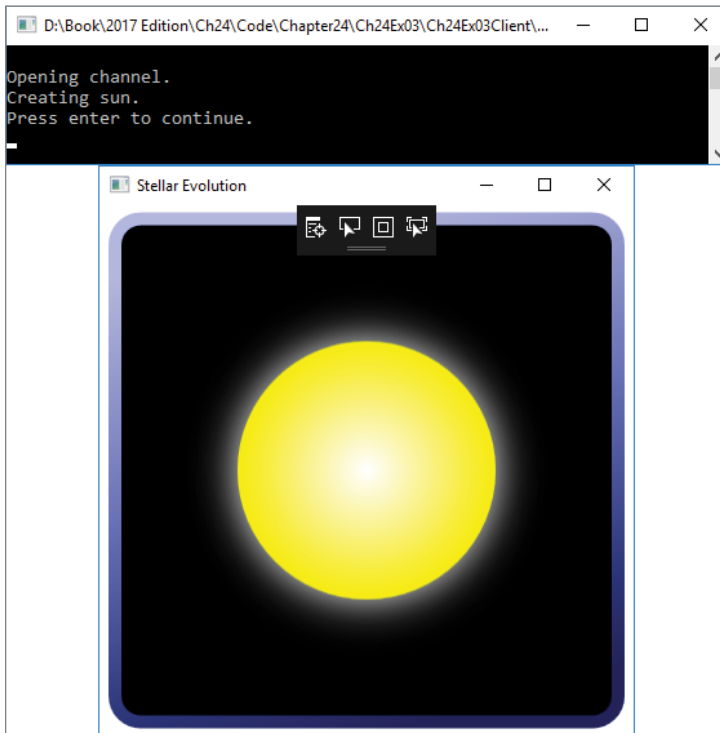 D:\Book\2017 Edition\Ch24\Code\Chapter24\Ch24Ex03\Ch24Ex03Client\...
Opening channel.
Creating sun.
Press enter to continue.
Stellar Evolution